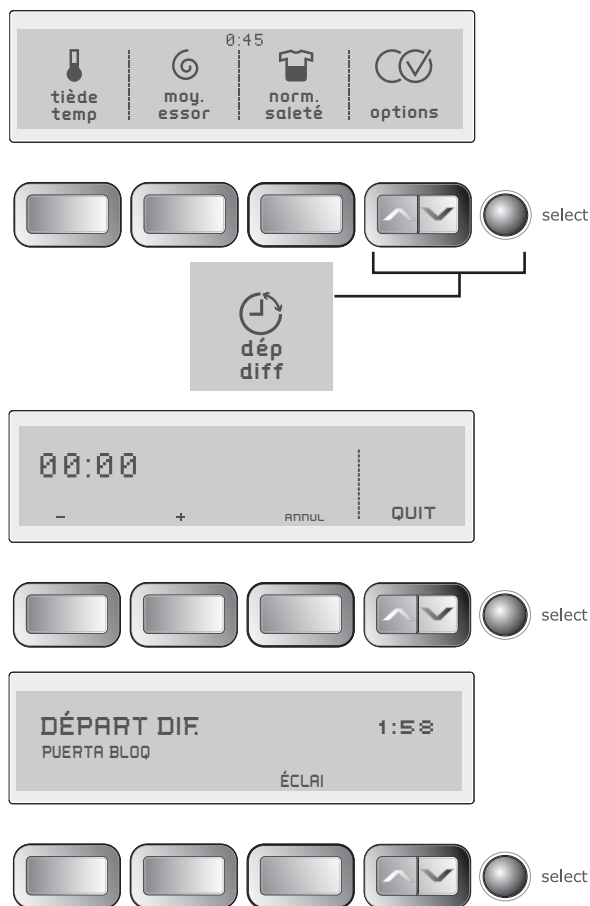 0:45
tiède temp moy. essor norm. saleté options
select
dép
diff
00:00
- + ANNUL QUIT
select
DÉPART DIF. 1:58
PUERTA BLOQ
ÉCLAI
select